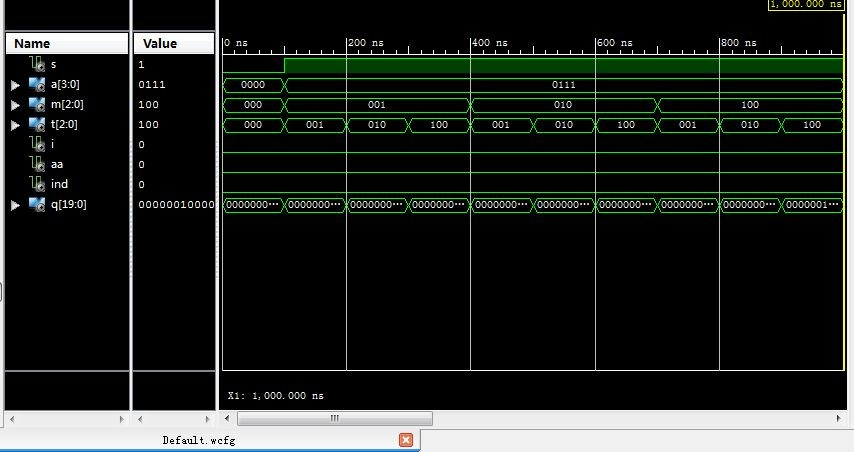 1,000.000 ns
Name Value 0 ns 200 ns 400 ns 600 ns 800 ns
s 1
a[3:0] 0111 0000 0111
m[2:0] 100 000 001 010 100
t[2:0] 100 000 001 010 100 001 010 100 001 010 100
i 0
aa 0
ind 0
q[19:0] 00000010000 0000000··· 0000000··· 0000000··· 0000000··· 0000000··· 0000000··· 0000000··· 0000000··· 0000000··· 0000001···
X1: 1,000.000 ns
Default.wcfg